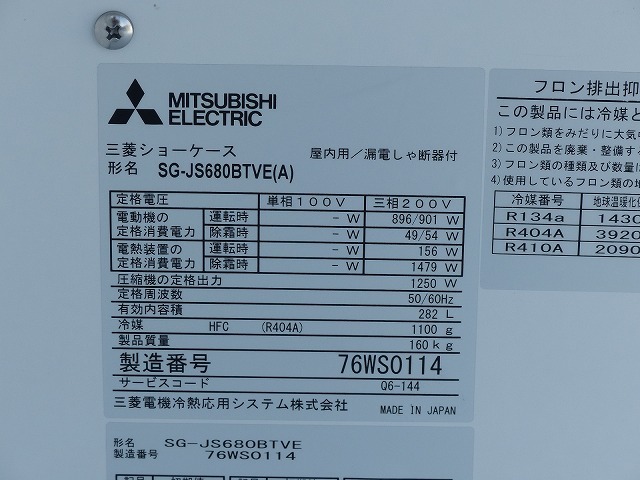 MITSUBISHI
ELECTRIC
三菱ショーケース 屋内用/漏電しゃ断器付
形名 SG-JS680BTVE(A)
定格電圧 単相100V 三相200V
電動機の 運転時 - W 896/901 W
定格消費電力 除霜時 - W 49/54 W
電熱装置の 運転時 - W 156 W
定格消費電力 除霜時 - W 1479 W
圧縮機の定格出力 1250 W
定格周波数 50/60Hz
有効内容積 282 L
冷媒 HFC (R404A) 1100 g
製品質量 160 kg
製造番号 76WS0114
サービスコード Q6-144
三菱電機冷熱応用システム株式会社 MADE IN JAPAN
形名 SG-JS680BTVE
製造番号 76WS0114
フロン排出抑
この製品には冷媒と
1)フロン類をみだりに大気
2)この製品を廃棄・整備する
3)フロン類の種類及び数量に
4)使用しているフロン類の地
冷媒番号 地球温暖化係
R134a 1430
R404A 3920
R410A 2090